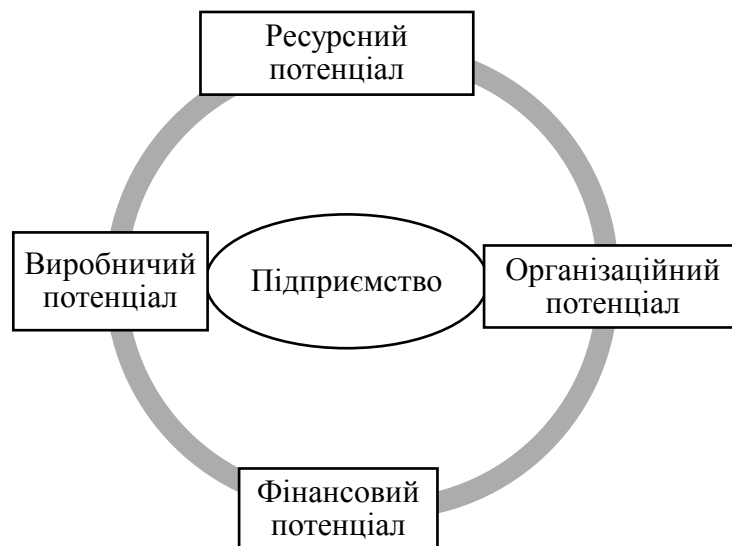 Ресурсний
потенціал
Виробничий
потенціал
Підприємство
Організаційний
потенціал
Фінансовий
потенціал